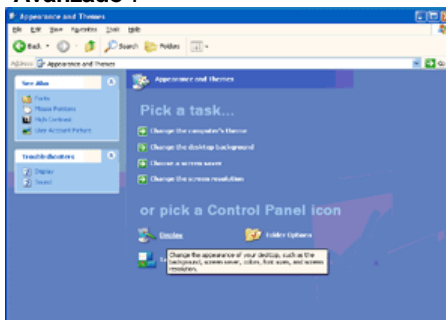 Avanzado".
Appearance and Themes
File Edit View Favorites Tools Help
Back Search Folders
Address Appearance and Themes Go
See Also
Fonts
Mouse Pointers
High Contrast
User Account Picture
Troubleshooters
Display
Sound
Appearance and Themes
Pick a task...
Change the computer's theme
Change the desktop background
Choose a screen saver
Change the screen resolution
or pick a Control Panel icon
Display Folder Options
Change the appearance of your desktop, such as the
background, screen saver, colors, font sizes, and screen
resolution.